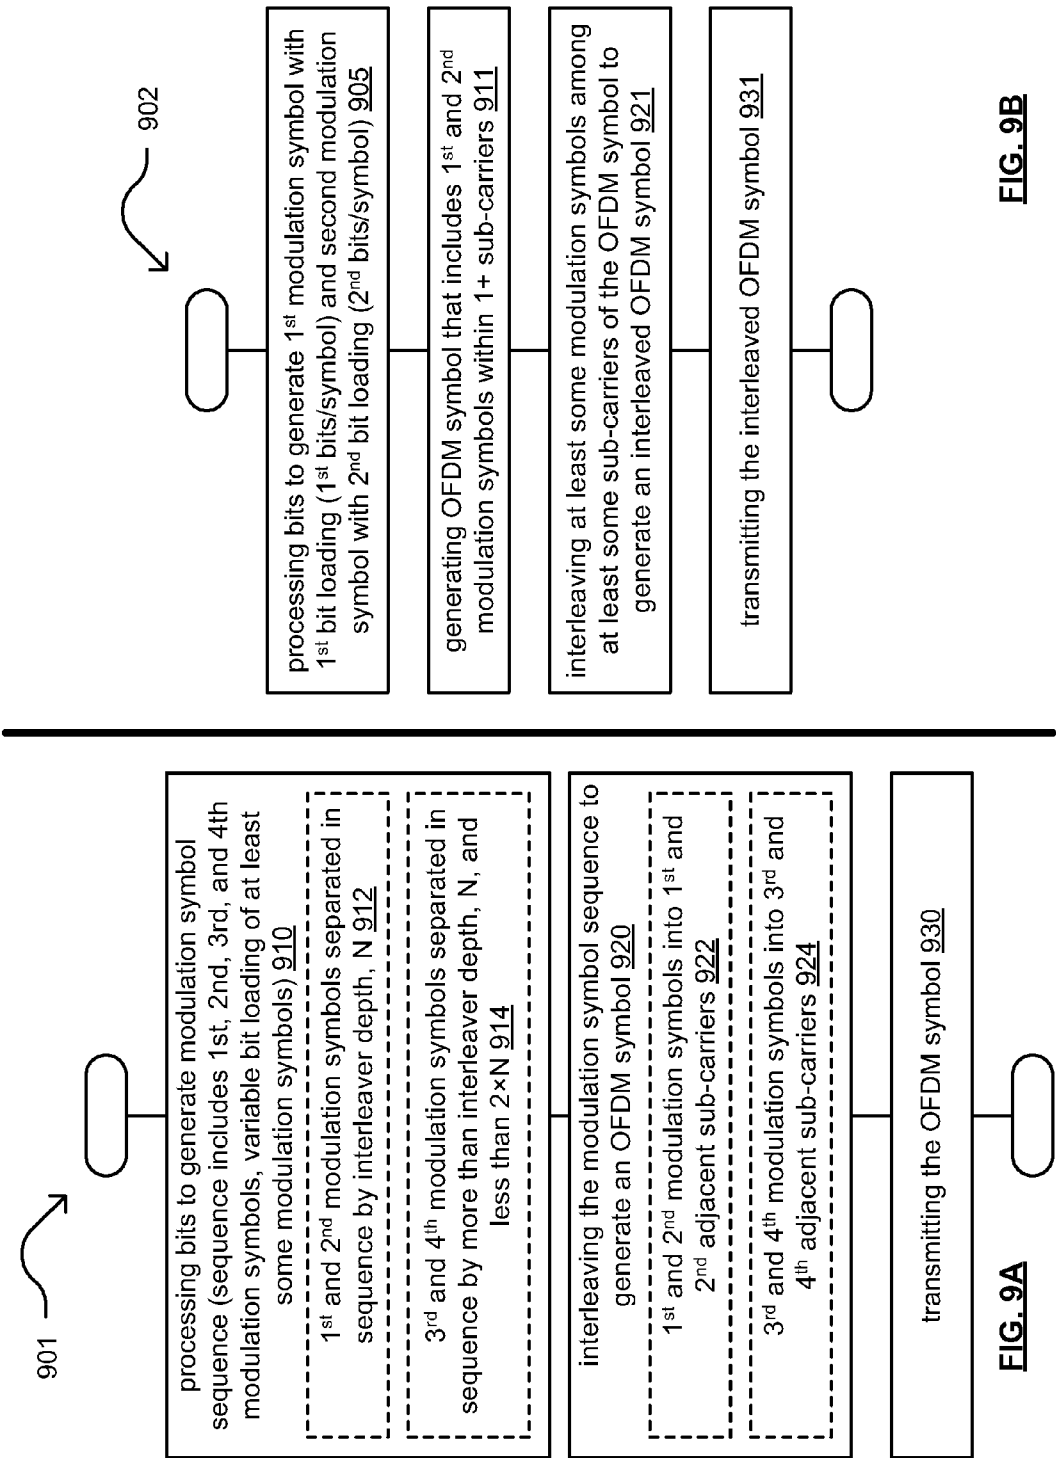 901
processing bits to generate modulation symbol
sequence (sequence includes 1st, 2nd, 3rd, and 4th
modulation symbols, variable bit loading of at least
some modulation symbols) 910
1st and 2nd modulation symbols separated in
sequence by interleaver depth, N 912
3rd and 4th modulation symbols separated in
sequence by more than interleaver depth, N, and
less than 2×N 914
interleaving the modulation symbol sequence to
generate an OFDM symbol 920
1st and 2nd modulation symbols into 1st and
2nd adjacent sub-carriers 922
3rd and 4th modulation symbols into 3rd and
4th adjacent sub-carriers 924
transmitting the OFDM symbol 930
FIG. 9A
902
processing bits to generate 1st modulation symbol with
1st bit loading (1st bits/symbol) and second modulation
symbol with 2nd bit loading (2nd bits/symbol) 905
generating OFDM symbol that includes 1st and 2nd
modulation symbols within 1+ sub-carriers 911
interleaving at least some modulation symbols among
at least some sub-carriers of the OFDM symbol to
generate an interleaved OFDM symbol 921
transmitting the interleaved OFDM symbol 931
FIG. 9B